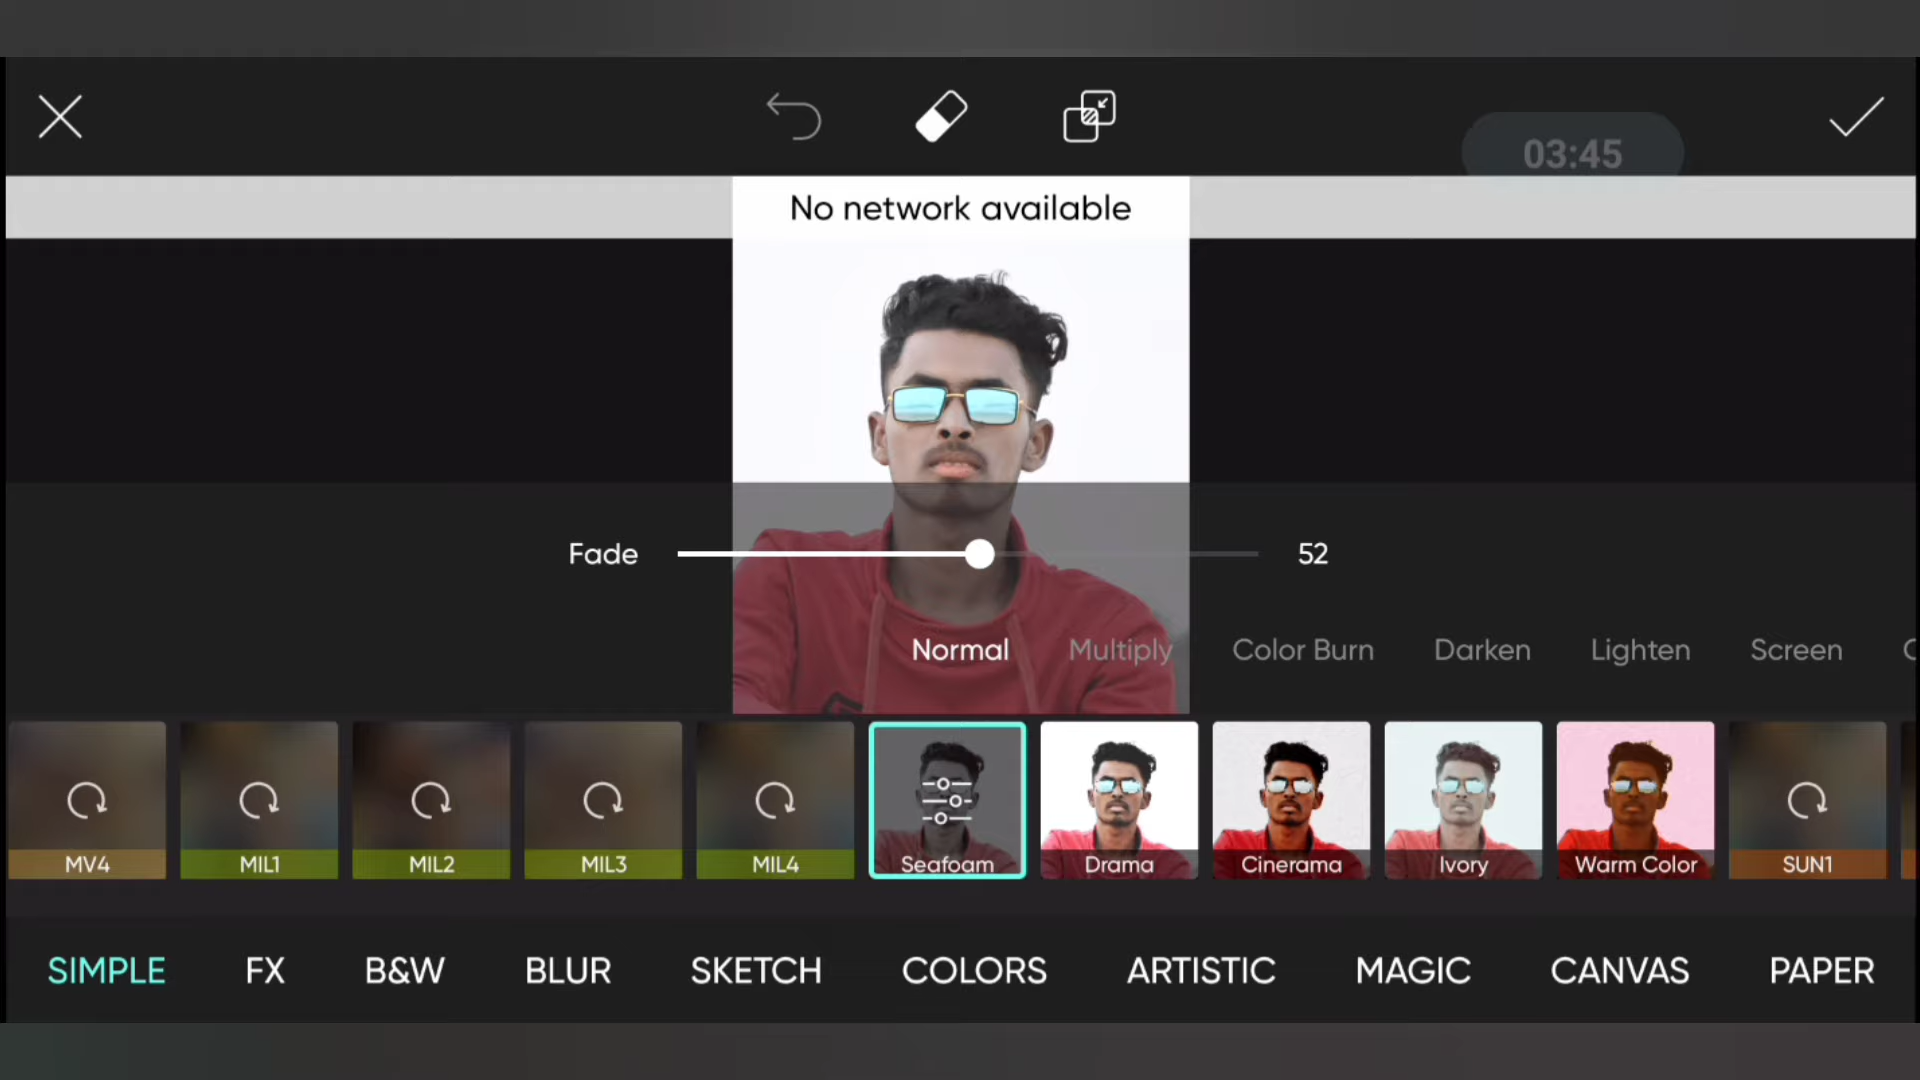 03:45
No network available
Fade 52
Normal Multiply Color Burn Darken Lighten Screen
MV4 MIL1 MIL2 MIL3 MIL4 Seafoam Drama Cinerama Ivory Warm Color SUN1
SIMPLE FX B&W BLUR SKETCH COLORS ARTISTIC MAGIC CANVAS PAPER